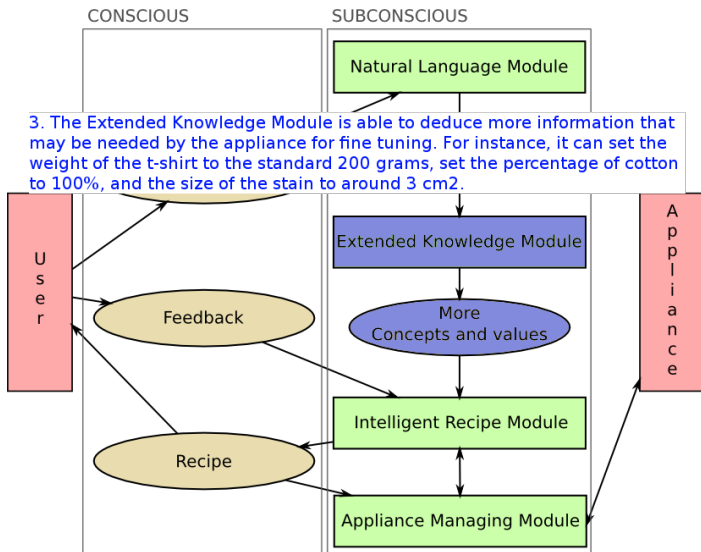 CONSCIOUS
SUBCONSCIOUS
Natural Language Module
3. The Extended Knowledge Module is able to deduce more information that
may be needed by the appliance for fine tuning. For instance, it can set the
weight of the t-shirt to the standard 200 grams, set the percentage of cotton
to 100%, and the size of the stain to around 3 cm2.
User
Appliance
Extended Knowledge Module
Feedback
More
Concepts and values
Intelligent Recipe Module
Recipe
Appliance Managing Module